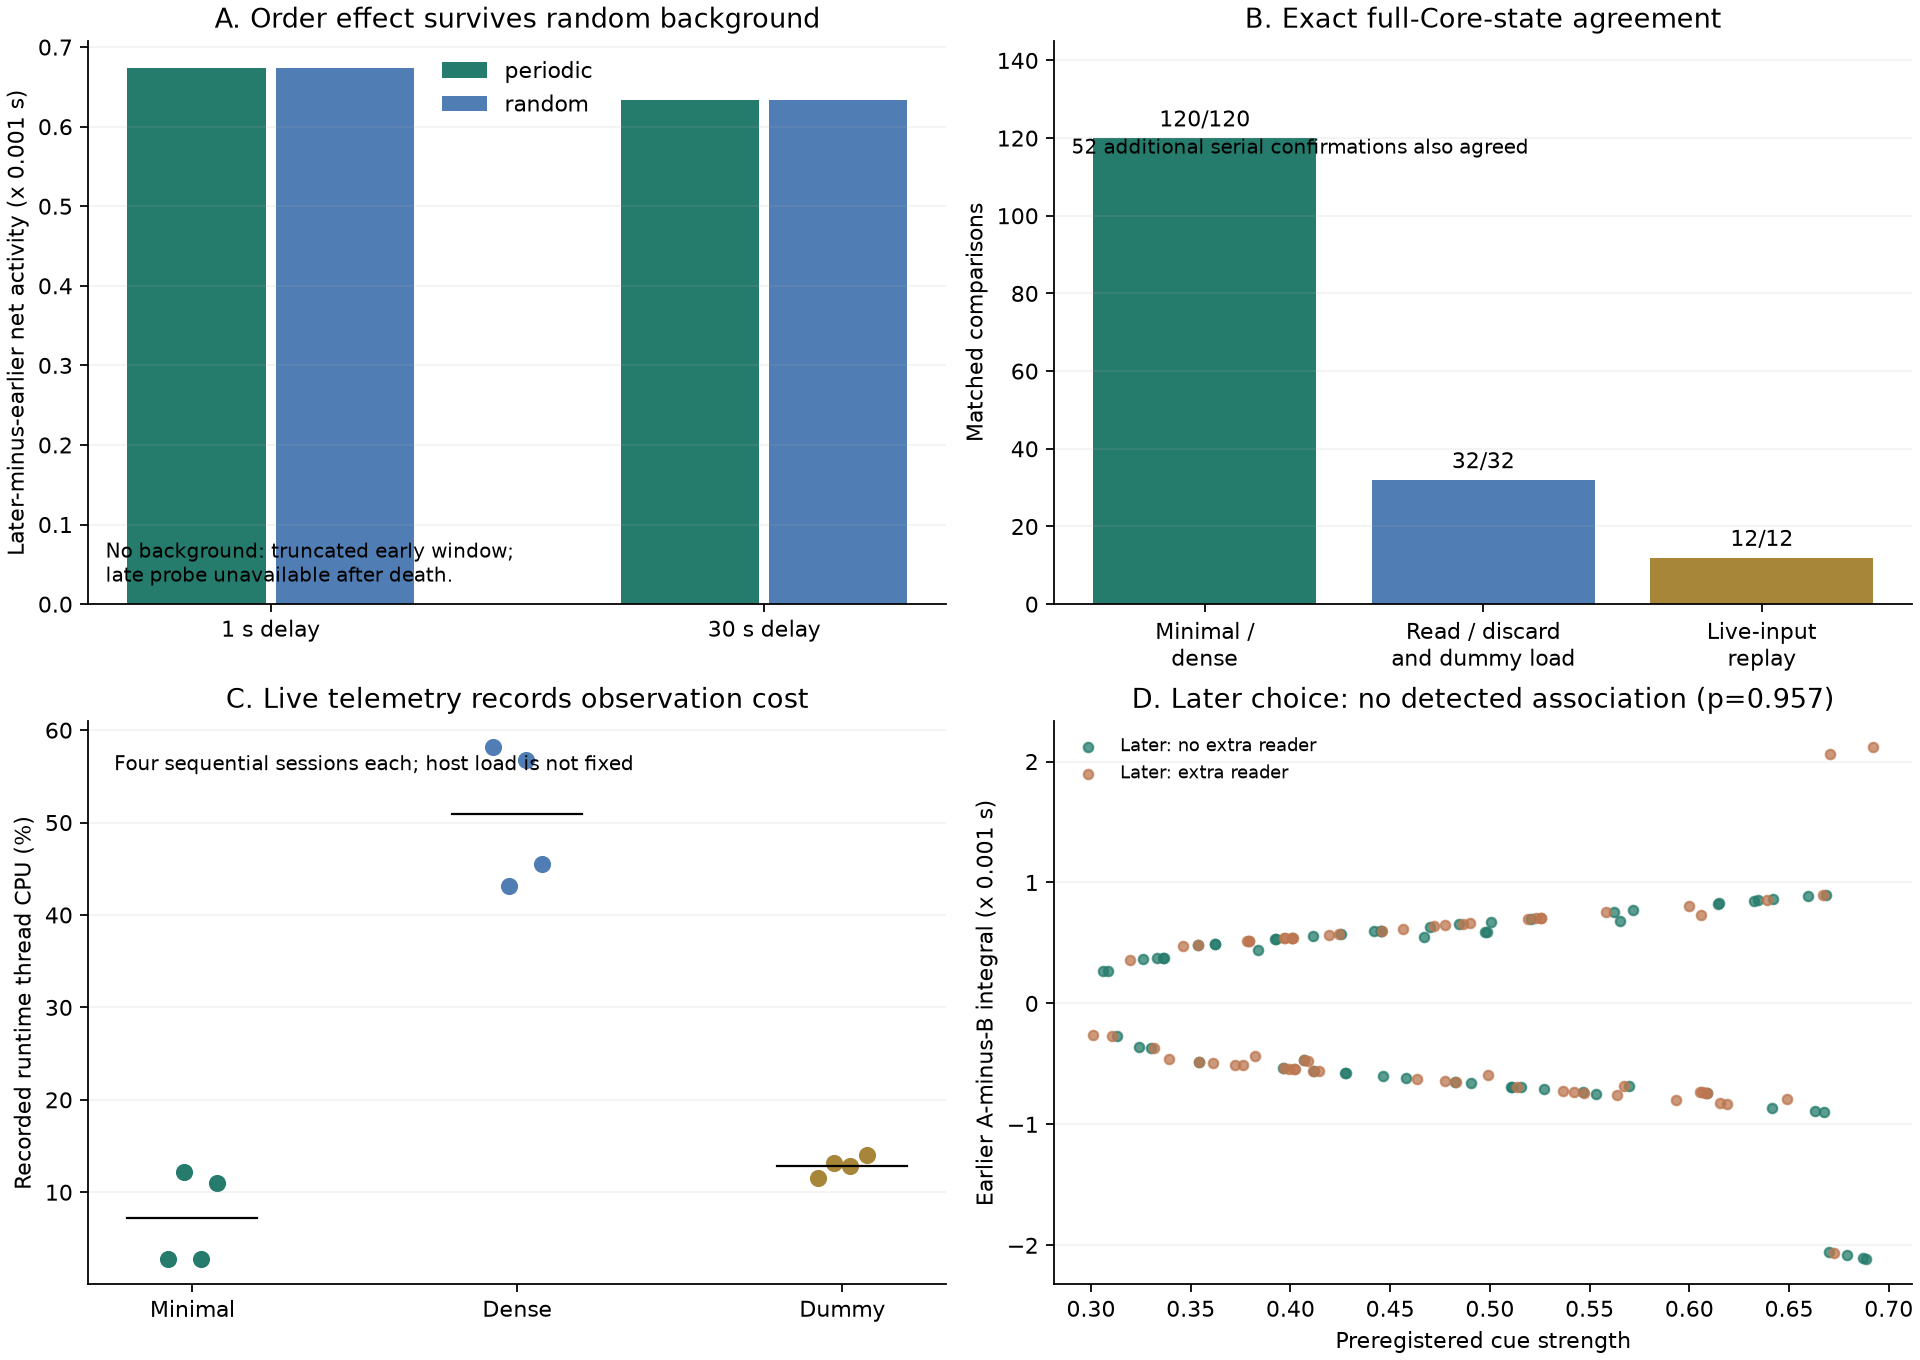 A. Order effect survives random background
Later-minus-earlier net activity (x 0.001 s)
0.7
0.6
0.5
0.4
0.3
0.2
0.1
0.0
periodic
random
No background: truncated early window;
late probe unavailable after death.
1 s delay
30 s delay
B. Exact full-Core-state agreement
Matched comparisons
140
120
100
80
60
40
20
0
120/120
52 additional serial confirmations also agreed
32/32
12/12
Minimal /
dense
Read / discard
and dummy load
Live-input
replay
C. Live telemetry records observation cost
Recorded runtime thread CPU (%)
60
50
40
30
20
10
Four sequential sessions each; host load is not fixed
Minimal
Dense
Dummy
D. Later choice: no detected association (p=0.957)
Earlier A-minus-B integral (x 0.001 s)
2
1
0
−1
−2
Later: no extra reader
Later: extra reader
0.30
0.35
0.40
0.45
0.50
0.55
0.60
0.65
0.70
Preregistered cue strength